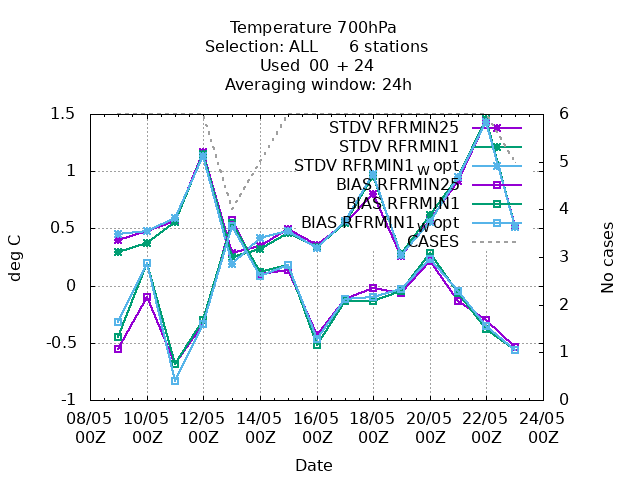 Temperature 700hPa
Selection: ALL 6 stations
Used 00 + 24
Averaging window: 24h
1.5
1
0.5
0
-0.5
-1
6
5
4
3
2
1
0
deg C
No cases
STDV RFRMIN25
STDV RFRMIN1
STDV RFRMIN1 w opt
BIAS RFRMIN25
BIAS RFRMIN1
BIAS RFRMIN1 w opt
CASES
08/05 10/05 12/05 14/05 16/05 18/05 20/05 22/05 24/05
00Z 00Z 00Z 00Z 00Z 00Z 00Z 00Z 00Z
Date